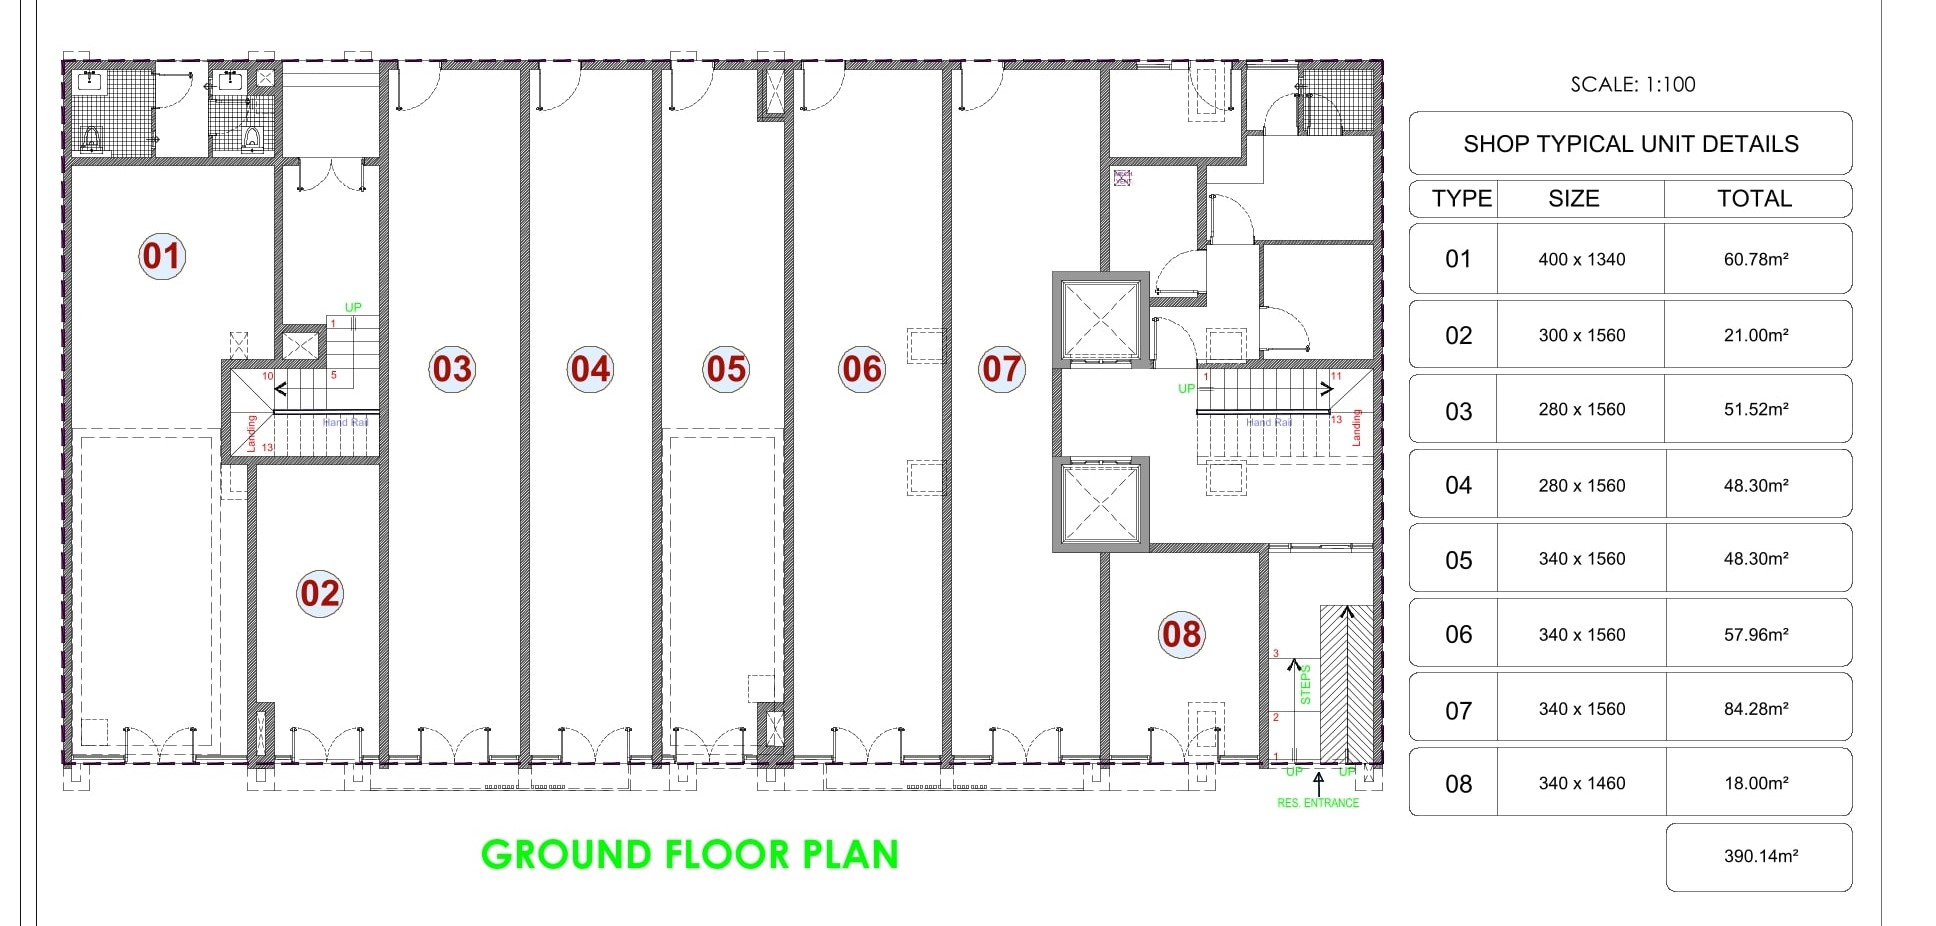 SCALE: 1:100
SHOP TYPICAL UNIT DETAILS
TYPE SIZE TOTAL
01 400 x 1340 60.78m²
02 300 x 1560 21.00m²
03 280 x 1560 51.52m²
04 280 x 1560 48.30m²
05 340 x 1560 48.30m²
06 340 x 1560 57.96m²
07 340 x 1560 84.28m²
08 340 x 1460 18.00m²
390.14m²
01
UP
1
10 5
Landing
Hand Rail
13
02
03
04
05
06
07
UP
1 11
Hand Rail
13
Landing
08
3
STEPS
2
1
UP UP
RES. ENTRANCE
GROUND FLOOR PLAN